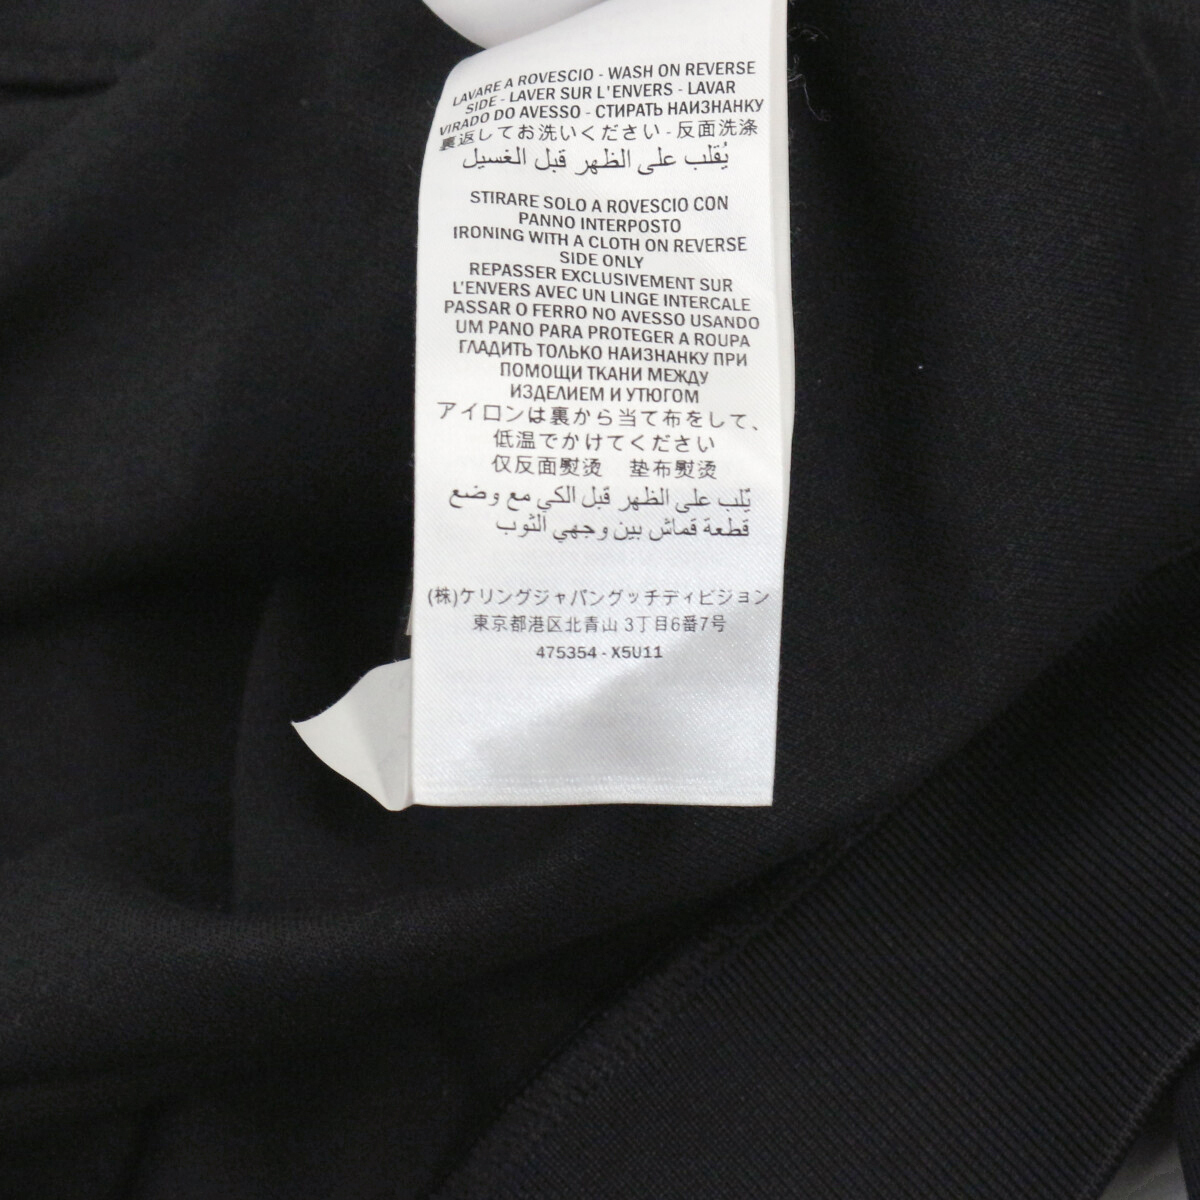 LAVARE A ROVESCIO - WASH ON REVERSE
SIDE - LAVER SUR L'ENVERS - LAVAR
VIRADO DO AVESSO - СТИРАТЬ НАИЗНАНКУ
裏返してお洗いください - 反面洗涤
يُقلب على الظهر قبل الغسيل
STIRARE SOLO A ROVESCIO CON
PANNO INTERPOSTO
IRONING WITH A CLOTH ON REVERSE
SIDE ONLY
REPASSER EXCLUSIVEMENT SUR
L'ENVERS AVEC UN LINGE INTERCALE
PASSAR O FERRO NO AVESSO USANDO
UM PANO PARA PROTEGER A ROUPA
ГЛАДИТЬ ТОЛЬКО НАИЗНАНКУ ПРИ
ПОМОЩИ ТКАНИ МЕЖДУ
ИЗДЕЛИЕМ И УТЮГОМ
アイロンは裏から当て布をして、
低温でかけてください
仅反面熨烫 垫布熨烫
يّلب على الظهر قبل الكي مع وضع
قطعة قماش بين وجهي الثوب
(株)ケリングジャパングッチディビジョン
東京都港区北青山 3丁目6番7号
475354 - X5U11